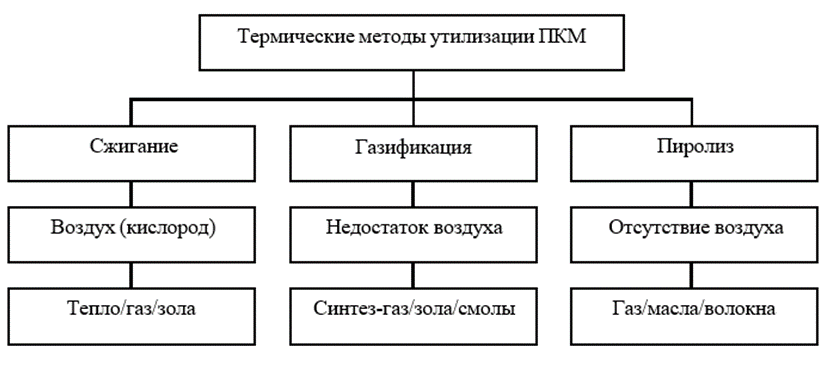 Термические методы утилизации ПКМ
Сжигание
Газификация
Пиролиз
Воздух (кислород)
Недостаток воздуха
Отсутствие воздуха
Тепло/газ/зола
Синтез-газ/зола/смолы
Газ/масла/волокна